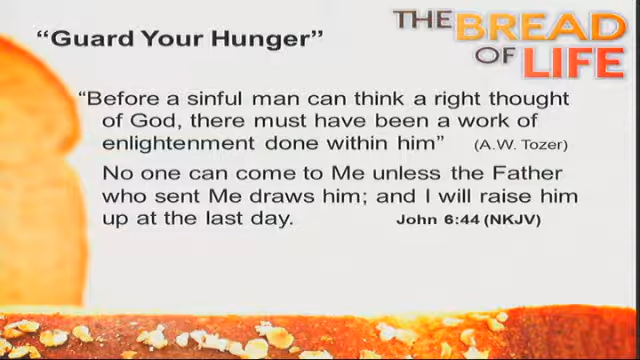 THE BREAD
OF LIFE
“Guard Your Hunger”
“Before a sinful man can think a right thought
of God, there must have been a work of
enlightenment done within him” (A.W. Tozer)
No one can come to Me unless the Father
who sent Me draws him; and I will raise him
up at the last day. John 6:44 (NKJV)